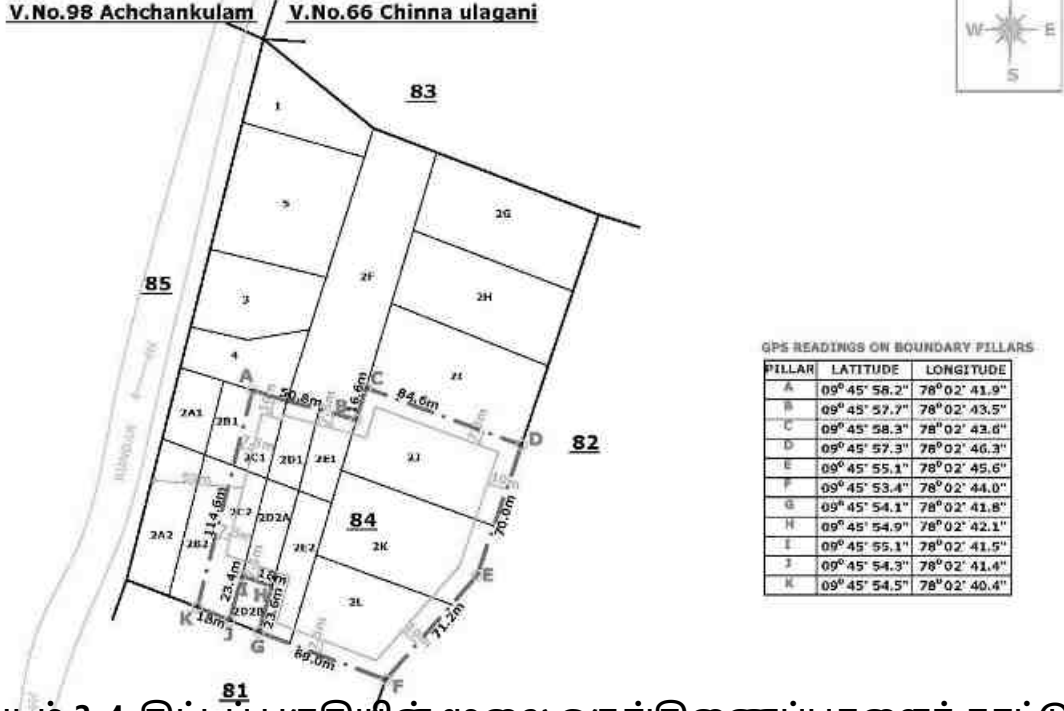 V.No.98 Achchankulam
V.No.66 Chinna ulagani
W E
S
83
1
5
2G
2F
85
2H
3
4
2I
A
50.8m
B
16.6m
C
84.6m
D
82
2A1
2B1
2C1
2D1
2E1
2J
114.6m
2C2
2D2A
84
70.0m
2A2
2B2
2E2
2K
E
23.4m
18m
H
23.6m
2L
71.2m
K
18m
J
2D2B
G
69.0m
F
81
GPS READINGS ON BOUNDARY PILLARS
PILLAR LATITUDE LONGITUDE
A 09° 45' 58.2" 78° 02' 41.9"
B 09° 45' 57.7" 78° 02' 43.5"
C 09° 45' 58.3" 78° 02' 43.6"
D 09° 45' 57.3" 78° 02' 46.3"
E 09° 45' 55.1" 78° 02' 45.6"
F 09° 45' 53.4" 78° 02' 44.0"
G 09° 45' 54.1" 78° 02' 41.8"
H 09° 45' 54.9" 78° 02' 42.1"
I 09° 45' 55.1" 78° 02' 41.5"
J 09° 45' 54.3" 78° 02' 41.4"
K 09° 45' 54.5" 78° 02' 40.4"